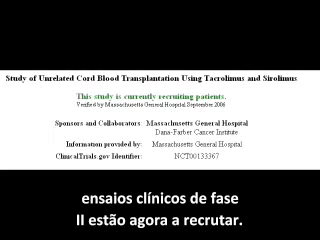 Study of Unrelated Cord Blood Transplantation Using Tacrolimus and Sirolimus
This study is currently recruiting patients.
Verified by Massachusetts General Hospital September 2006
Sponsors and Collaborators: Massachusetts General Hospital
Dana-Farber Cancer Institute
Information provided by: Massachusetts General Hospital
ClinicalTrials.gov Identifier: NCT00133367
ensaios clínicos de fase
II estão agora a recrutar.